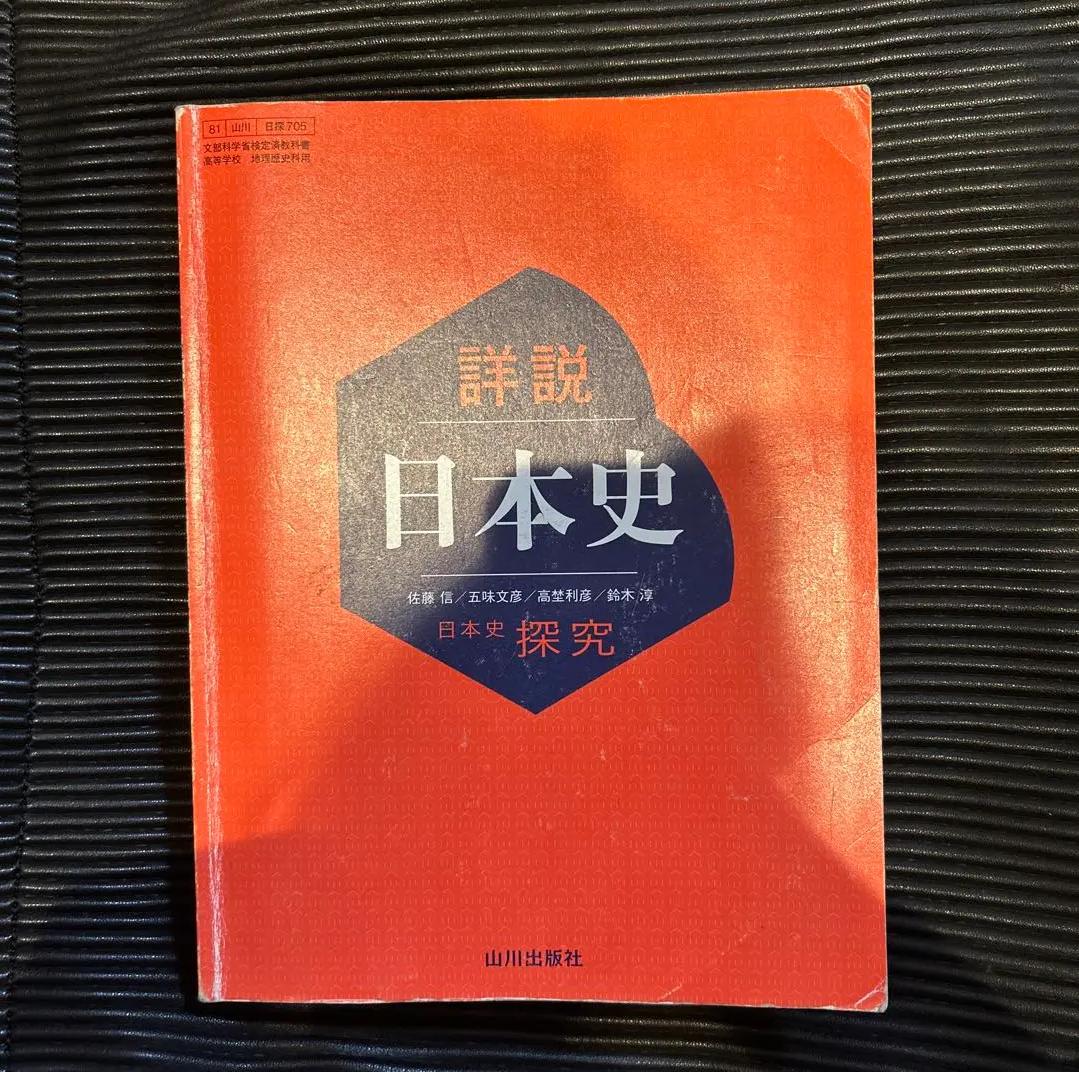 81 山川 日探705
文部科学省検定済教科書
高等学校 地理歴史科用
詳説
日本史
佐藤 信/五味文彦/高埜利彦/鈴木 淳
日本史 探究
山川出版社